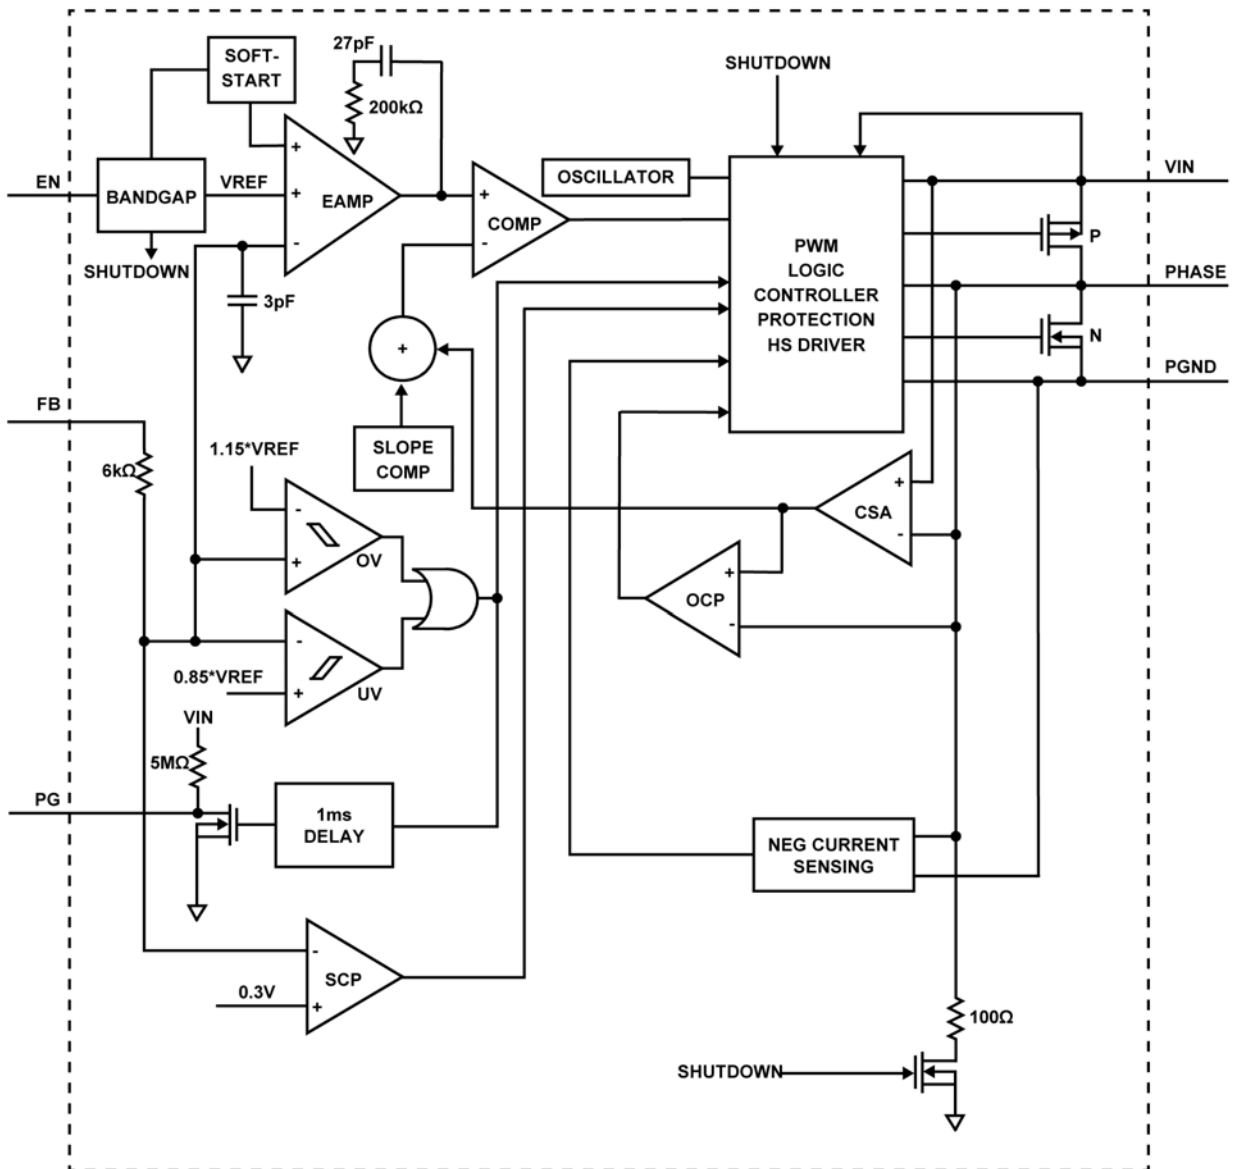 SOFT-
START
27pF
200kΩ
SHUTDOWN
EN
BANDGAP
VREF
+
+
-
EAMP
SHUTDOWN
3pF
+
-
COMP
OSCILLATOR
PWM
LOGIC
CONTROLLER
PROTECTION
HS DRIVER
VIN
P
PHASE
N
PGND
+
SLOPE
COMP
FB
6kΩ
1.15*VREF
-
+
OV
-
+
UV
0.85*VREF
+
-
CSA
+
-
OCP
VIN
5MΩ
PG
1ms
DELAY
NEG CURRENT
SENSING
-
+
SCP
0.3V
100Ω
SHUTDOWN